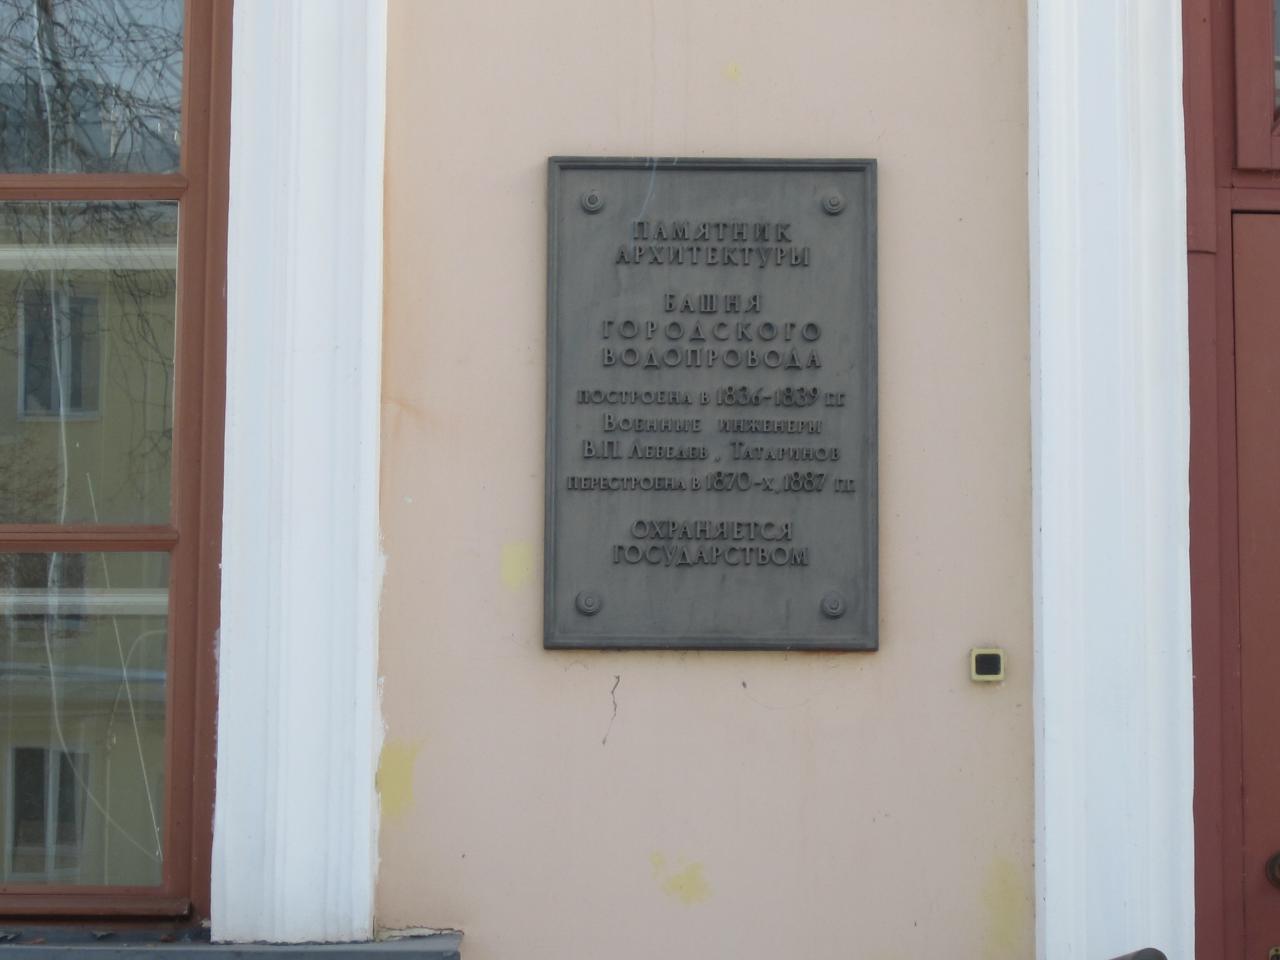 ПАМЯТНИК
АРХИТЕКТУРЫ
БАШНЯ
ГОРОДСКОГО
ВОДОПРОВОДА
ПОСТРОЕНА В 1836-1839 ГГ.
ВОЕННЫЕ ИНЖЕНЕРЫ
В.П. ЛЕБЕДЕВ, ТАТАРИНОВ
ПЕРЕСТРОЕНА В 1870-Х, 1887 ГГ.
ОХРАНЯЕТСЯ
ГОСУДАРСТВОМ